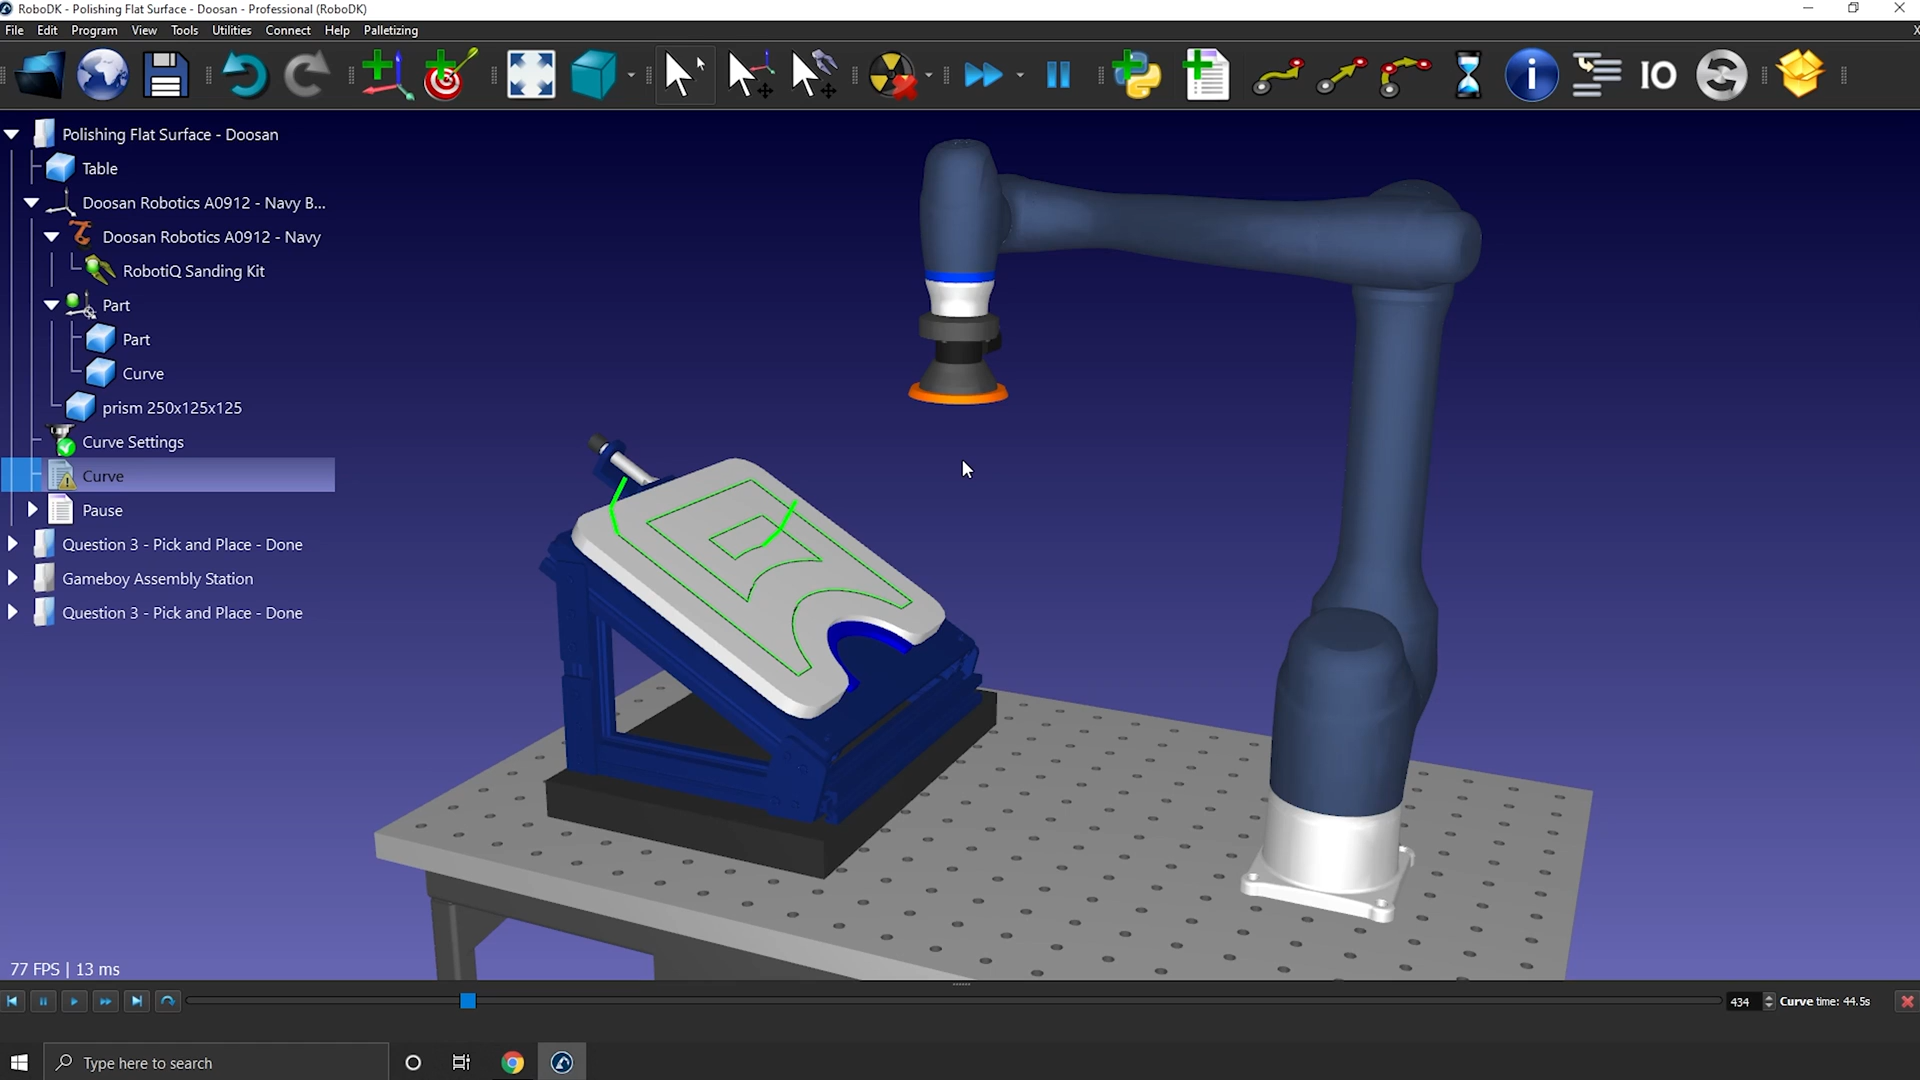 RoboDK - Polishing Flat Surface - Doosan - Professional (RoboDK)
File Edit Program View Tools Utilities Connect Help Palletizing
IO
Polishing Flat Surface - Doosan
Table
Doosan Robotics A0912 - Navy B...
Doosan Robotics A0912 - Navy
RobotiQ Sanding Kit
Part
Part
Curve
prism 250x125x125
Curve Settings
Curve
Pause
Question 3 - Pick and Place - Done
Gameboy Assembly Station
Question 3 - Pick and Place - Done
77 FPS | 13 ms
434 Curve time: 44.5s
Type here to search